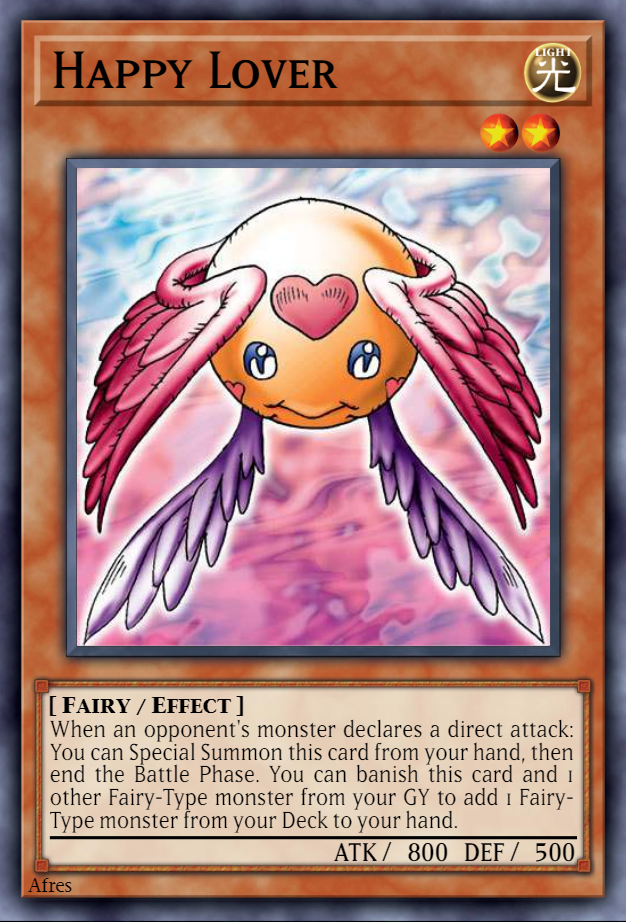 Happy Lover
LIGHT
光
[ Fairy / Effect ]
When an opponent's monster declares a direct attack:
You can Special Summon this card from your hand, then
end the Battle Phase. You can banish this card and 1
other Fairy-Type monster from your GY to add 1 Fairy-
Type monster from your Deck to your hand.
ATK / 800 DEF / 500
Afres